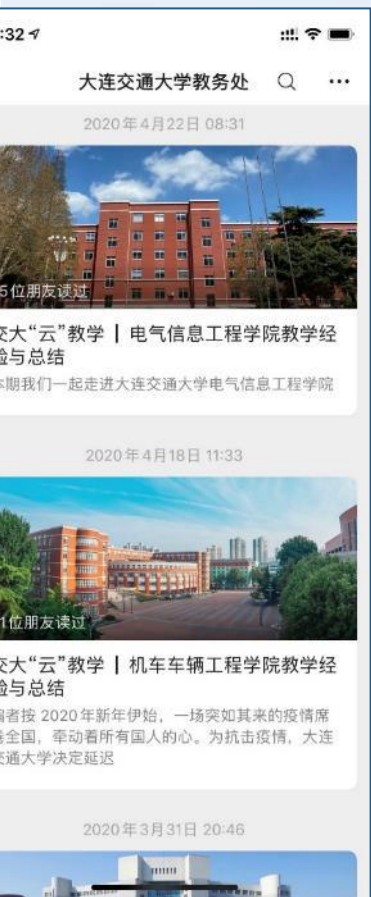 :32
大连交通大学教务处
2020年4月22日 08:31
5位朋友读过
交大“云”教学 | 电气信息工程学院教学经
验与总结
本期我们一起走进大连交通大学电气信息工程学院
2020年4月18日 11:33
1位朋友读过
交大“云”教学 | 机车车辆工程学院教学经
验与总结
编者按 2020年新年伊始，一场突如其来的疫情席
卷全国，牵动着所有国人的心。为抗击疫情，大连
交通大学决定延迟
2020年3月31日 20:46